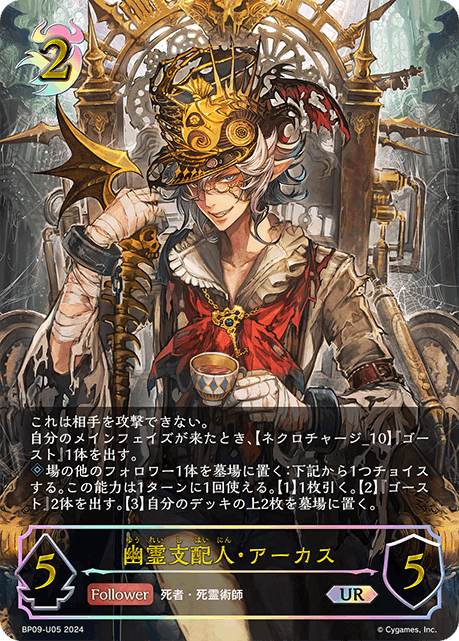 2
これは相手を攻撃できない。
自分のメインフェイズが来たとき、【ネクロチャージ_10】『ゴー
スト』1体を出す。
場の他のフォロワー1体を墓場に置く：下記から1つチョイス
する。この能力は1ターンに1回使える。【1】1枚引く。【2】『ゴース
ト』2体を出す。【3】自分のデッキの上2枚を墓場に置く。
ゆうれいしはいにん
幽霊支配人・アーカス
5
5
Follower 死者・死霊術師
UR
BP09-U05 2024
© Cygames, Inc.